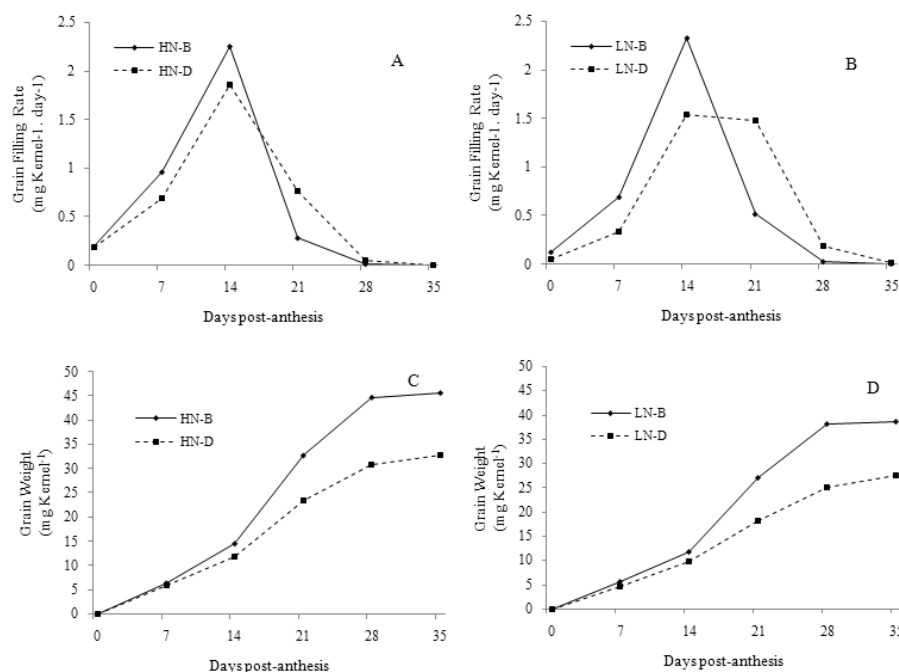 2.5
2
1.5
1
0.5
0
Grain Filling Rate
(mg Kernel-1. day-1)
HN-B
HN-D
A
0 7 14 21 28 35
Days post-anthesis
2.5
2
1.5
1
0.5
0
Grain Filling Rate
(mg Kernel-1. day-1)
LN-B
LN-D
B
0 7 14 21 28 35
Days post-anthesis
50
45
40
35
30
25
20
15
10
5
0
Grain Weight
(mg Kernel-1)
HN-B
HN-D
C
0 7 14 21 28 35
Days post-anthesis
50
45
40
35
30
25
20
15
10
5
0
Grain Weight
(mg Kernel-1)
LN-B
LN-D
D
0 7 14 21 28 35
Days post-anthesis